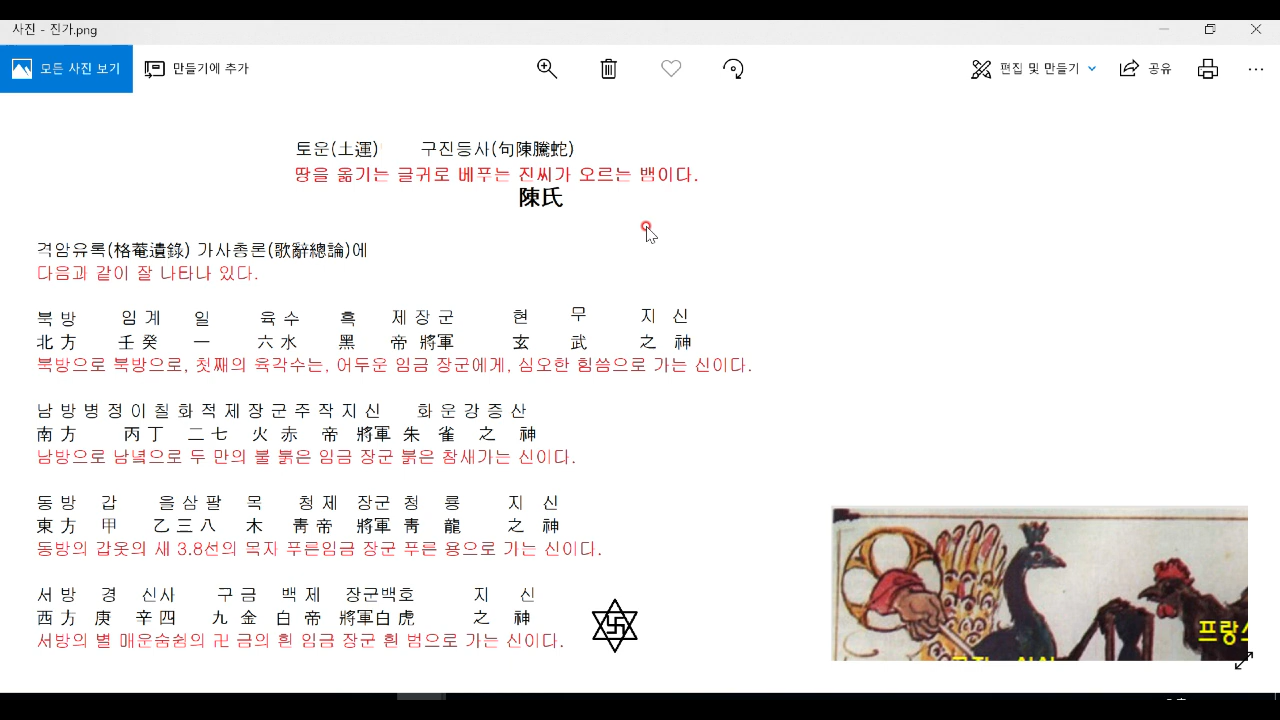 사진 - 진가.png
모든 사진 보기 만들기에 추가 편집 및 만들기 공유
토운(土運) 구진등사(句陳騰蛇)
땅을 옮기는 글귀로 베푸는 진씨가 오르는 뱀이다.
陳氏
격암유록(格菴遺錄) 가사총론(歌辭總論)에
다음과 같이 잘 나타나 있다.
북 방 임 계 일 육 수 흑 제 장 군 현 무 지 신
北 方 壬 癸 一 六 水 黑 帝 將軍 玄 武 之 神
북방으로 북방으로, 첫째의 육각수는, 어두운 임금 장군에게, 심오한 힘씀으로 가는 신이다.
남 방 병 정 이 칠 화 적 제 장 군 주 작 지 신 화 운 강 증 산
南 方 丙 丁 二 七 火 赤 帝 將軍 朱 雀 之 神
남방으로 남녘으로 두 만의 불 붉은 임금 장군 붉은 참새가는 신이다.
동 방 갑 을 삼 팔 목 청 제 장군 청 룡 지 신
東 方 甲 乙 三 八 木 靑 帝 將軍 靑 龍 之 神
동방의 갑옷의 새 3.8선의 목자 푸른임금 장군 푸른 용으로 가는 신이다.
서 방 경 신사 구 금 백 제 장군백호 지 신
西 方 庚 辛 四 九 金 白 帝 將軍白 虎 之 神
서방의 별 매운숨쉼의 卍 금의 흰 임금 장군 흰 범으로 가는 신이다.
프랑스